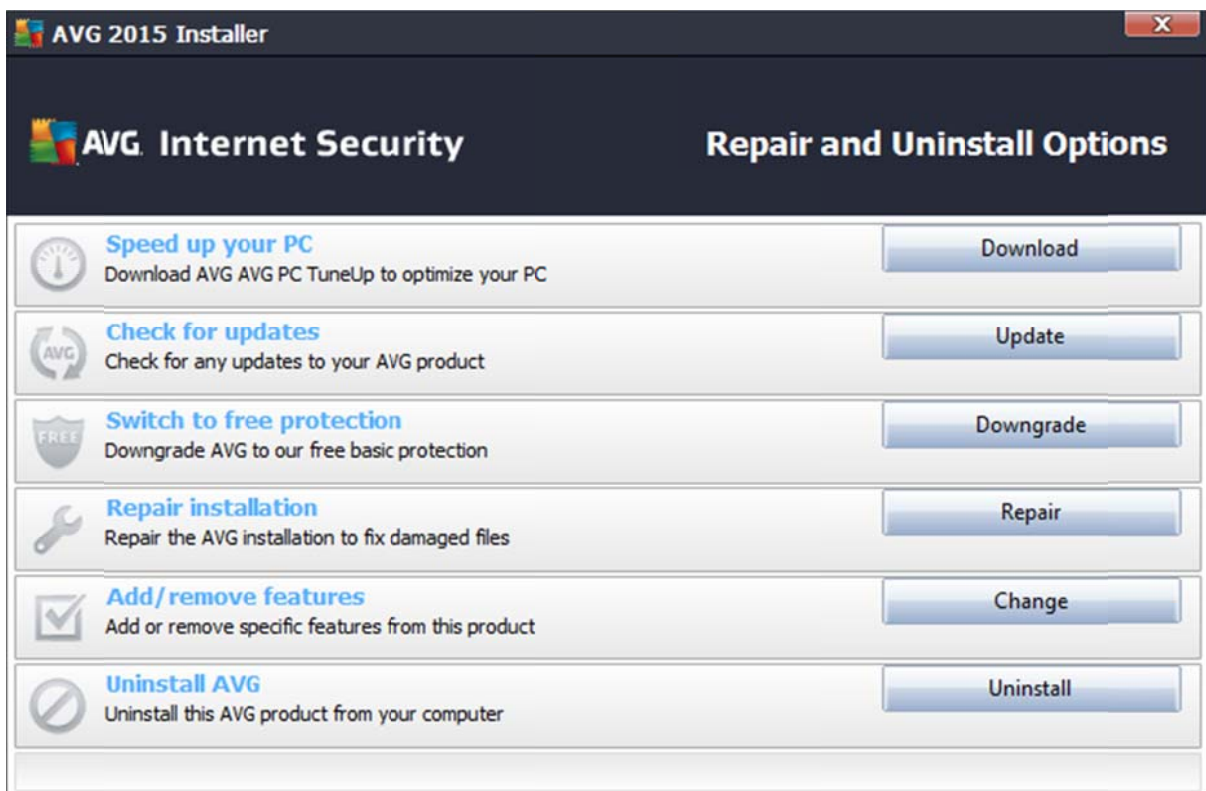 AVG 2015 Installer
X
AVG. Internet Security
Repair and Uninstall Options
Speed up your PC
Download AVG AVG PC TuneUp to optimize your PC
Download
AVG
Check for updates
Check for any updates to your AVG product
Update
FREE
Switch to free protection
Downgrade AVG to our free basic protection
Downgrade
Repair installation
Repair the AVG installation to fix damaged files
Repair
Add/remove features
Add or remove specific features from this product
Change
Uninstall AVG
Uninstall this AVG product from your computer
Uninstall